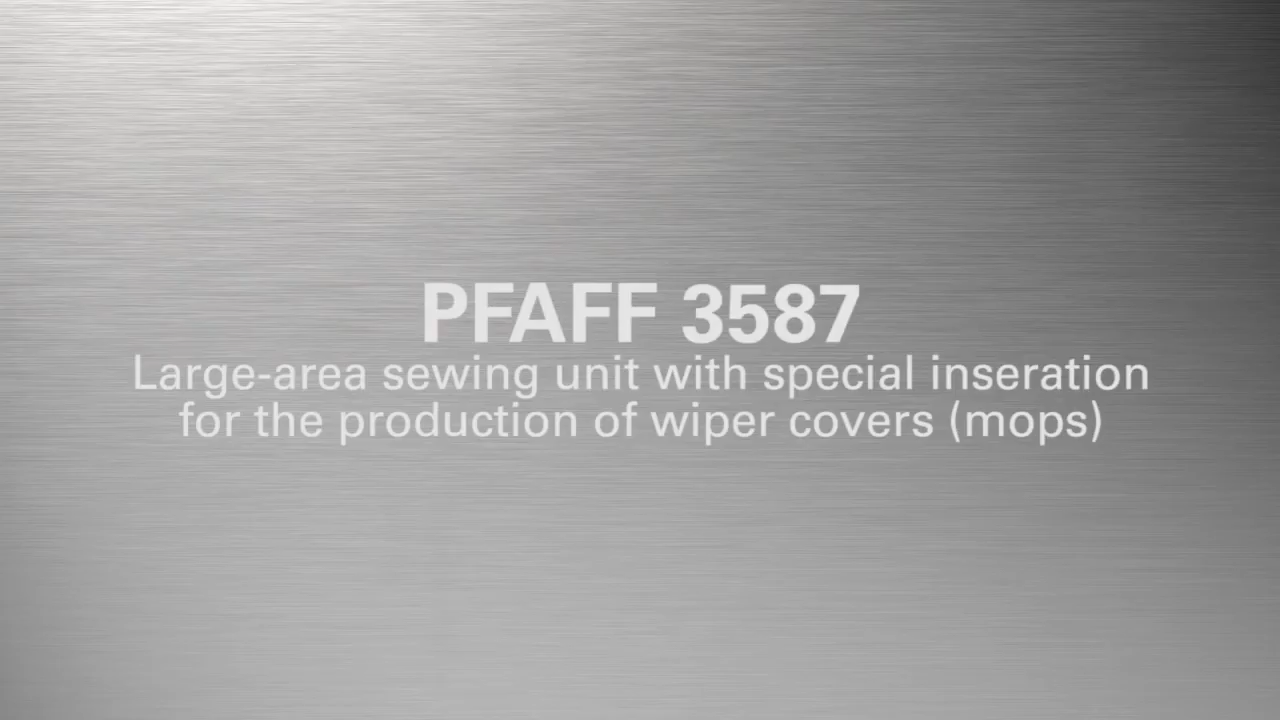 PFAFF 3587
Large-area sewing unit with special inseration
for the production of wiper covers (mops)